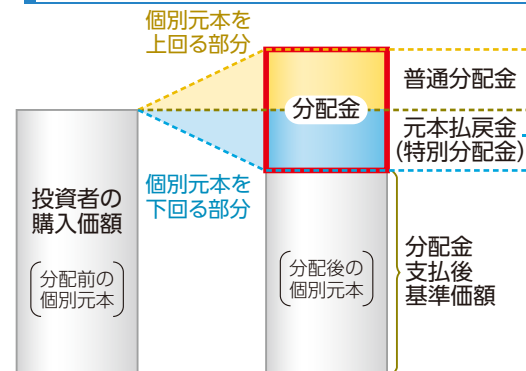 個別元本を
上回る部分
普通分配金
分配金
元本払戻金
(特別分配金)
個別元本を
下回る部分
投資者の
購入価額
(分配前の
個別元本)
(分配後の
個別元本)
分配金
支払後
基準価額